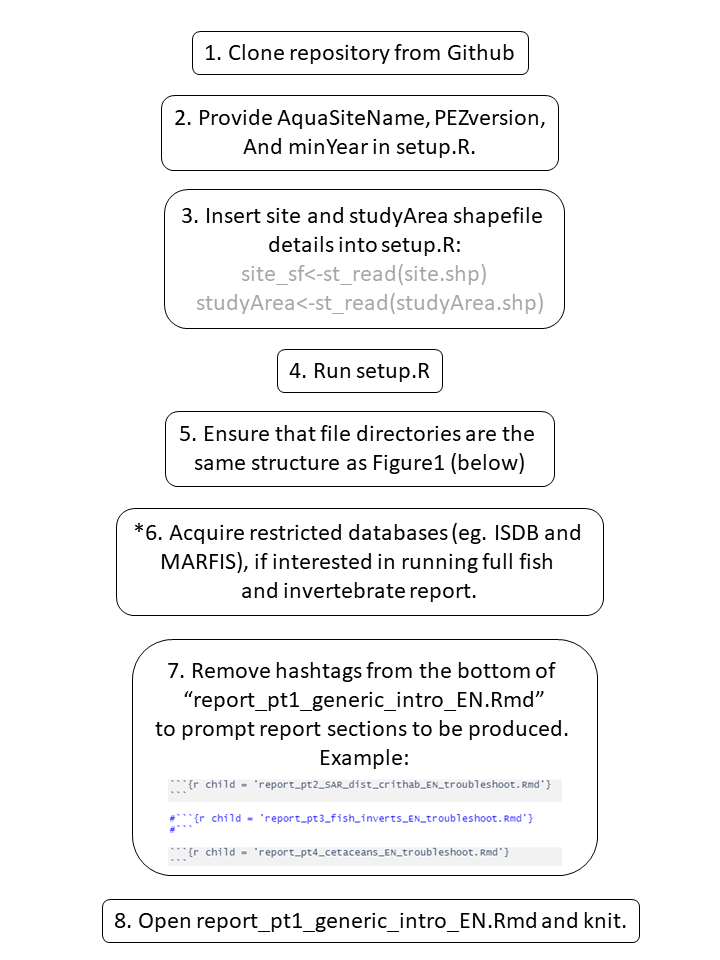 1. Clone repository from Github
2. Provide AquaSiteName, PEZversion,
And minYear in setup.R.
3. Insert site and studyArea shapefile
details into setup.R:
site_sf<-st_read(site.shp)
studyArea<-st_read(studyArea.shp)
4. Run setup.R
5. Ensure that file directories are the
same structure as Figure1 (below)
*6. Acquire restricted databases (eg. ISDB and
MARFIS), if interested in running full fish
and invertebrate report.
7. Remove hashtags from the bottom of
“report_pt1_generic_intro_EN.Rmd”
to prompt report sections to be produced.
Example:
```{r child = 'report_pt2_SAR_dist_crithab_EN_troubleshoot.Rmd'}
```
#```{r child = 'report_pt3_fish_inverts_EN_troubleshoot.Rmd'}
#```
```{r child = 'report_pt4_cetaceans_EN_troubleshoot.Rmd'}
```
8. Open report_pt1_generic_intro_EN.Rmd and knit.